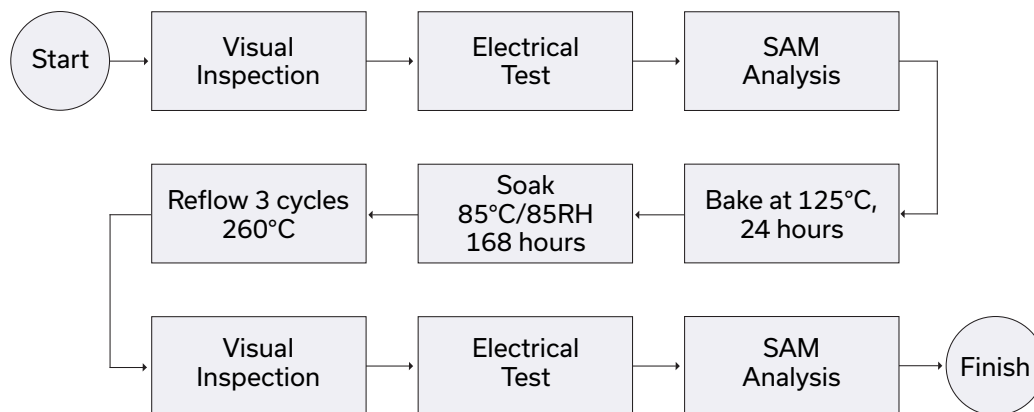 Start
Visual
Inspection
Electrical
Test
SAM
Analysis
Bake at 125°C,
24 hours
Soak
85°C/85RH
168 hours
Reflow 3 cycles
260°C
Visual
Inspection
Electrical
Test
SAM
Analysis
Finish